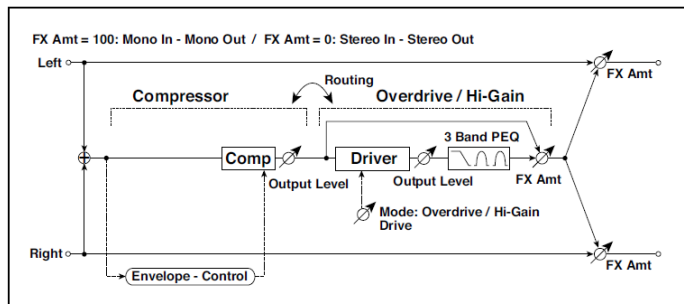 FX Amt = 100: Mono In - Mono Out / FX Amt = 0: Stereo In - Stereo Out
Left
FX Amt
Routing
Compressor
Overdrive / Hi-Gain
3 Band PEQ
Comp
Driver
Output Level
Output Level
FX Amt
Mode: Overdrive / Hi-Gain
Drive
Right
FX Amt
Envelope - Control